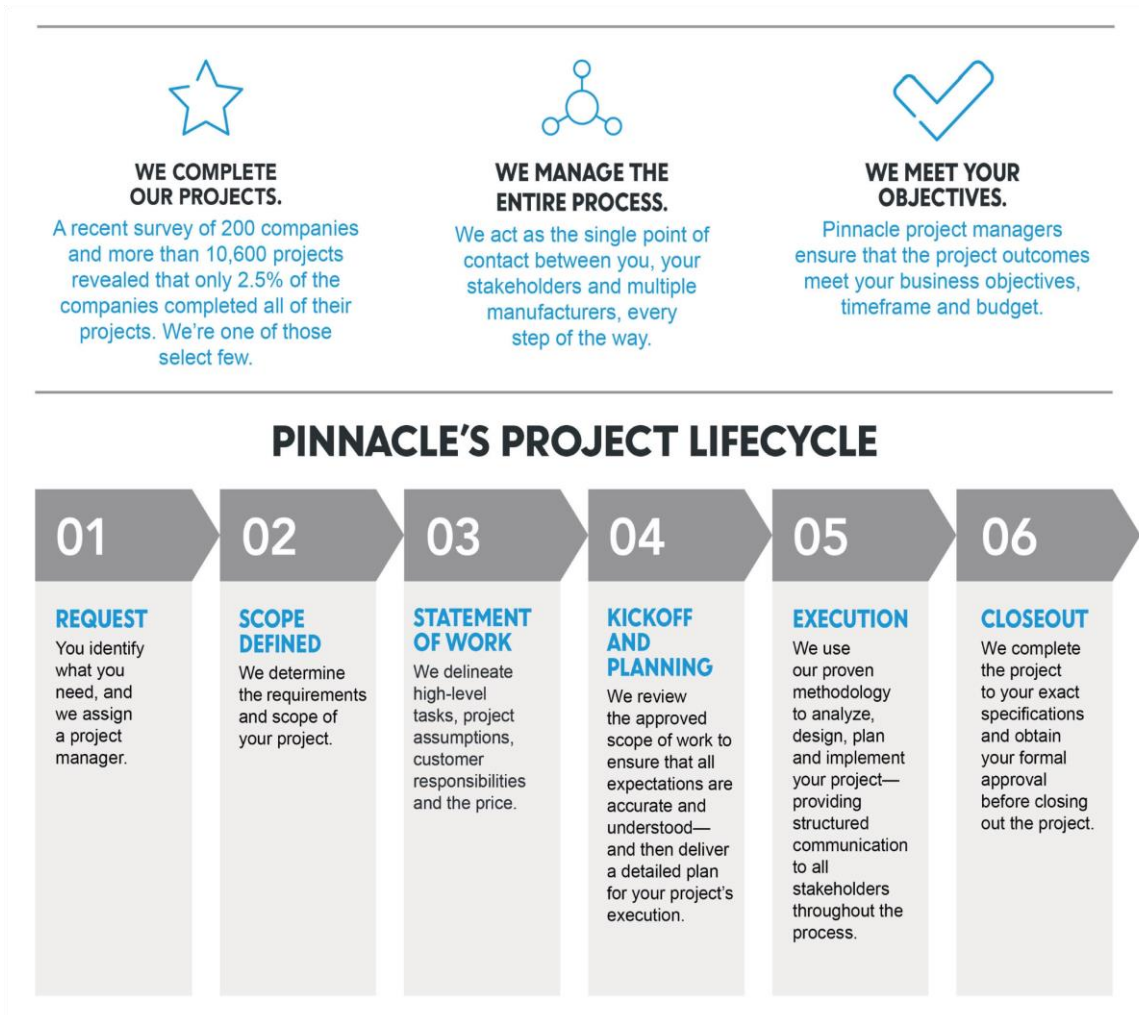 WE COMPLETE
OUR PROJECTS.
A recent survey of 200 companies
and more than 10,600 projects
revealed that only 2.5% of the
companies completed all of their
projects. We’re one of those
select few.
WE MANAGE THE
ENTIRE PROCESS.
We act as the single point of
contact between you, your
stakeholders and multiple
manufacturers, every
step of the way.
WE MEET YOUR
OBJECTIVES.
Pinnacle project managers
ensure that the project outcomes
meet your business objectives,
timeframe and budget.
PINNACLE’S PROJECT LIFECYCLE
01
REQUEST
You identify
what you
need, and
we assign
a project
manager.
02
SCOPE
DEFINED
We determine
the requirements
and scope of
your project.
03
STATEMENT
OF WORK
We delineate
high-level
tasks, project
assumptions,
customer
responsibilities
and the price.
04
KICKOFF
AND
PLANNING
We review
the approved
scope of work to
ensure that all
expectations are
accurate and
understood—
and then deliver
a detailed plan
for your project’s
execution.
05
EXECUTION
We use
our proven
methodology
to analyze,
design, plan
and implement
your project—
providing
structured
communication
to all
stakeholders
throughout the
process.
06
CLOSEOUT
We complete
the project
to your exact
specifications
and obtain
your formal
approval
before closing
out the project.